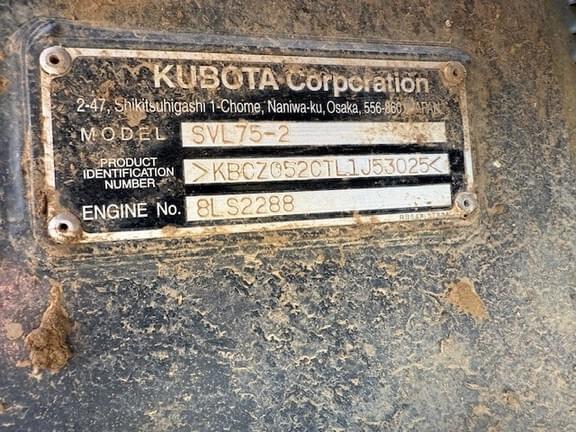 KUBOTA Corporation
2-47, Shikitsuhigashi 1-Chome, Naniwa-ku, Osaka, JAPAN
MODEL SVL75-2
PRODUCT IDENTIFICATION NUMBER >KBCZ052CTL1J53025<
ENGINE No. 8LS2288